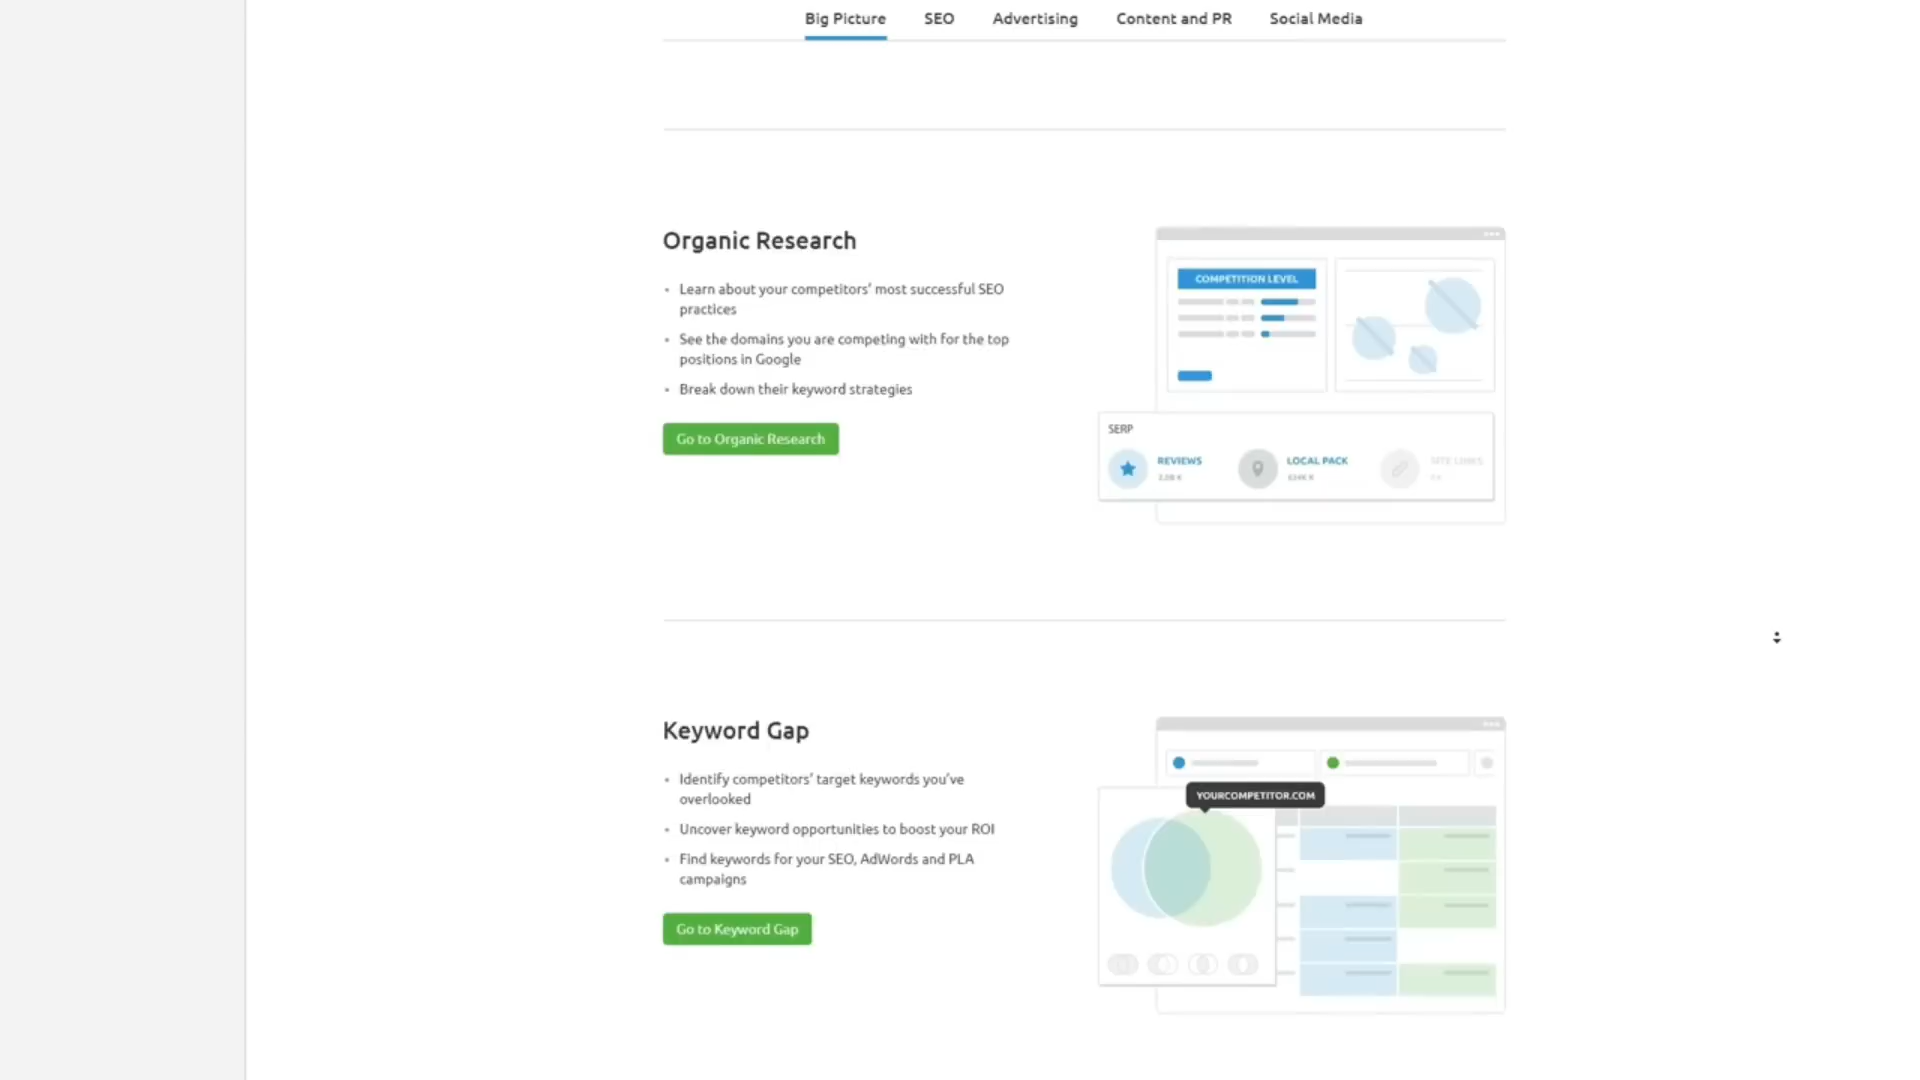 Big Picture SEO Advertising Content and PR Social Media
Organic Research
• Learn about your competitors' most successful SEO
practices
• See the domains you are competing with for the top
positions in Google
• Break down their keyword strategies
Go to Organic Research
COMPETITION LEVEL
SERP
REVIEWS
LOCAL PACK
SITE LINKS
Keyword Gap
• Identify competitors' target keywords you've
overlooked
• Uncover keyword opportunities to boost your ROI
• Find keywords for your SEO, AdWords and PLA
campaigns
Go to Keyword Gap
YOURCOMPETITOR.COM